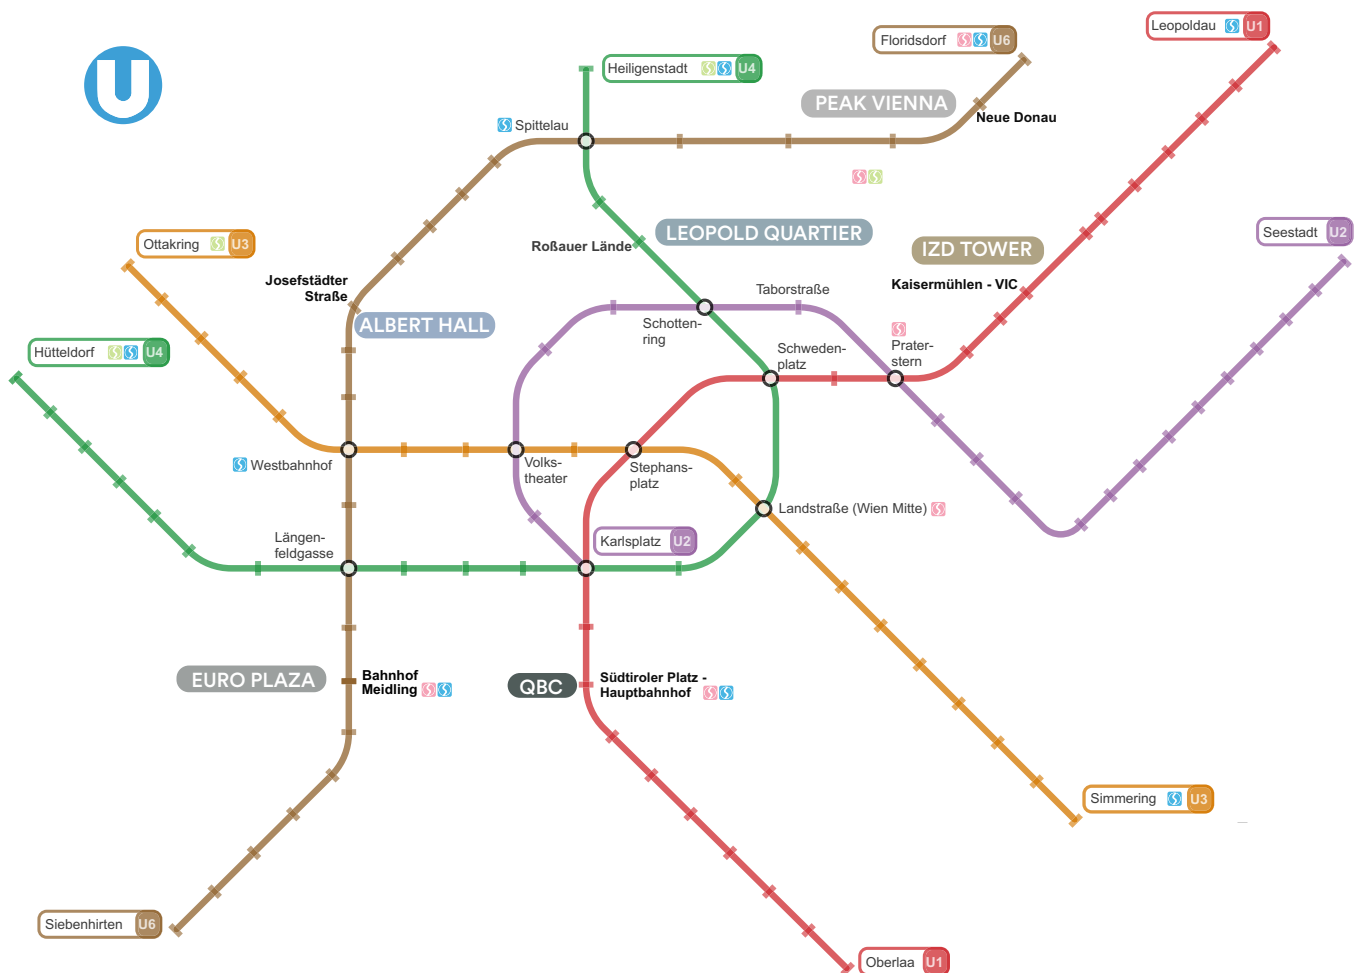 Leopoldau U1
Floridsdorf U6
Heiligenstadt U4
U
PEAK VIENNA
Neue Donau
Spittelau
LEOPOLD QUARTIER
Roßauer Lände
Ottakring U3
Seestadt U2
IZD TOWER
Kaisermühlen - VIC
Josefstädter
Straße
Taborstraße
ALBERT HALL
Schotten-
ring
Hütteldorf U4
Prater-
stern
Schweden-
platz
Westbahnhof
Volks-
theater
Stephans-
platz
Landstraße (Wien Mitte)
Längen-
feldgasse
Karlsplatz U2
EURO PLAZA
Bahnhof
Meidling
QBC
Südtiroler Platz -
Hauptbahnhof
Simmering U3
Siebenhirten U6
Oberlaa U1